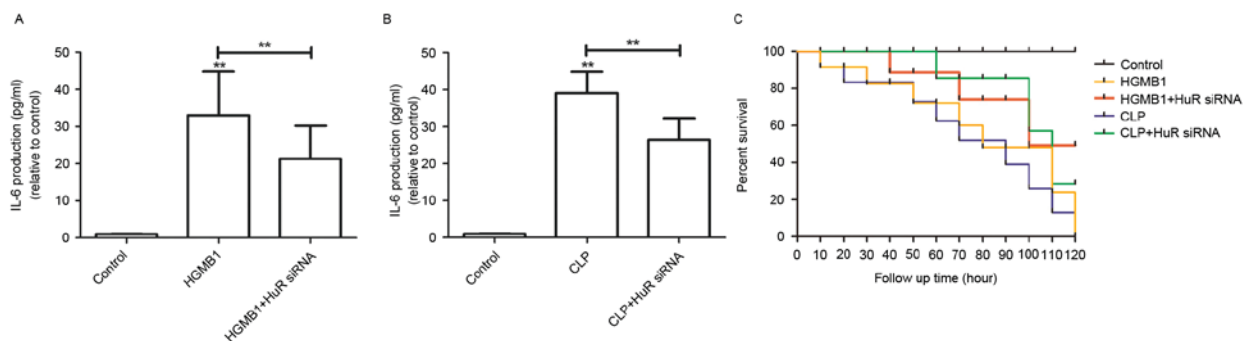 A
IL-6 production (pg/ml)
(relative to control)
50
40
30
20
10
0
**
**
Control
HGMB1
HGMB1+HuR siRNA
B
IL-6 production (pg/ml)
(relative to control)
50
40
30
20
10
0
**
**
Control
CLP
CLP+HuR siRNA
C
Percent survival
100
80
60
40
20
0
0 10 20 30 40 50 60 70 80 90 100 110 120
Follow up time (hour)
Control
HGMB1
HGMB1+HuR siRNA
CLP
CLP+HuR siRNA